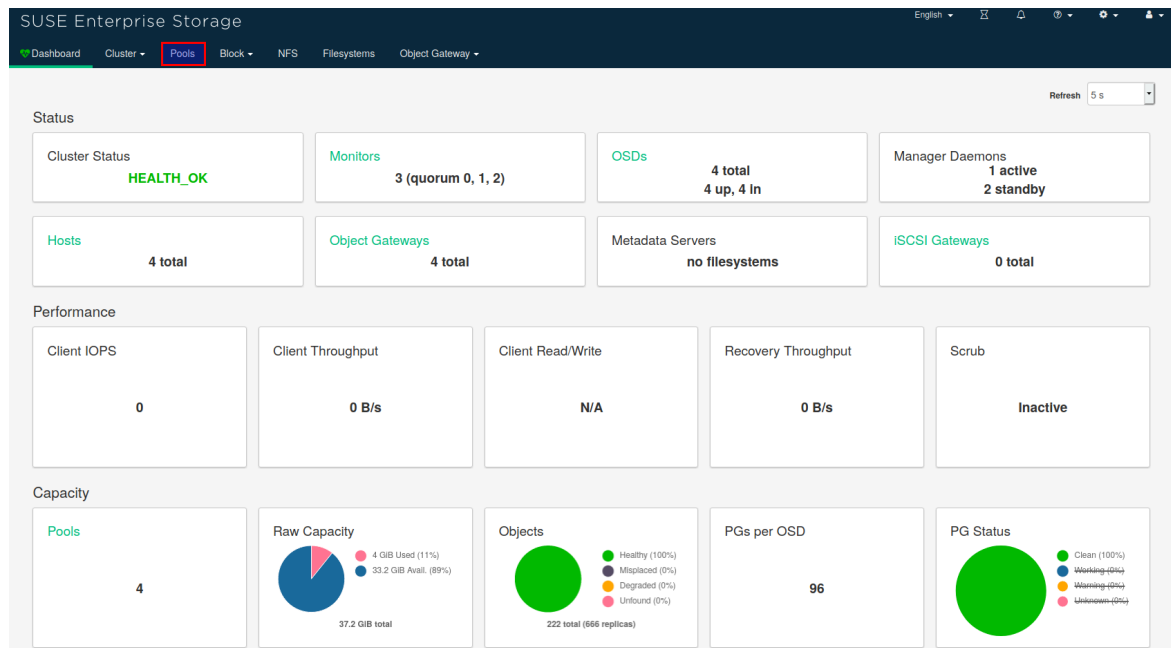 SUSE Enterprise Storage
English
Dashboard Cluster Pools Block NFS Filesystems Object Gateway
Refresh 5 s
Status
Cluster Status
HEALTH_OK
Monitors
3 (quorum 0, 1, 2)
OSDs
4 total
4 up, 4 in
Manager Daemons
1 active
2 standby
Hosts
4 total
Object Gateways
4 total
Metadata Servers
no filesystems
iSCSI Gateways
0 total
Performance
Client IOPS
0
Client Throughput
0 B/s
Client Read/Write
N/A
Recovery Throughput
0 B/s
Scrub
Inactive
Capacity
Pools
4
Raw Capacity
4 GiB Used (11%)
33.2 GiB Avail. (89%)
37.2 GiB total
Objects
Healthy (100%)
Misplaced (0%)
Degraded (0%)
Unfound (0%)
222 total (666 replicas)
PGs per OSD
96
PG Status
Clean (100%)
Working (0%)
Warning (0%)
Unknown (0%)